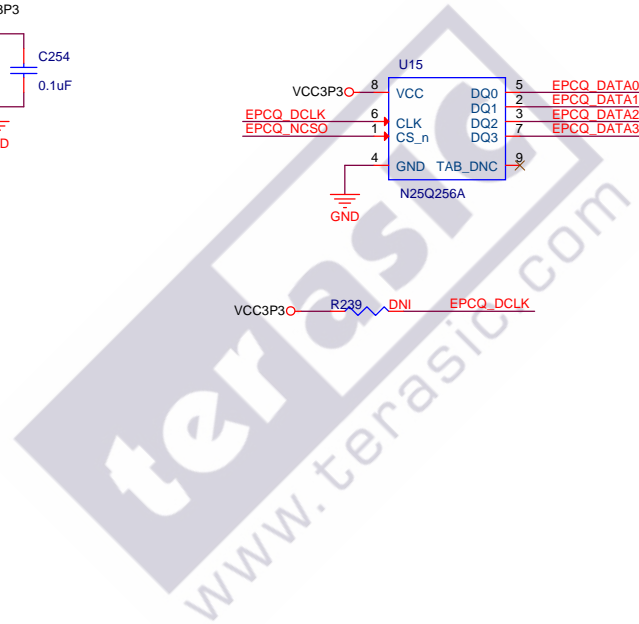 3P3
C254
0.1uF
D
U15
VCC3P3
8
VCC
DQ0
5
EPCQ_DATA0
DQ1
2
EPCQ_DATA1
EPCQ_DCLK
6
CLK
DQ2
3
EPCQ_DATA2
EPCQ_NCSO
1
CS_n
DQ3
7
EPCQ_DATA3
4
GND
TAB_DNC
9
N25Q256A
GND
VCC3P3
R239
DNI
EPCQ_DCLK
terasic
www.terasic.com